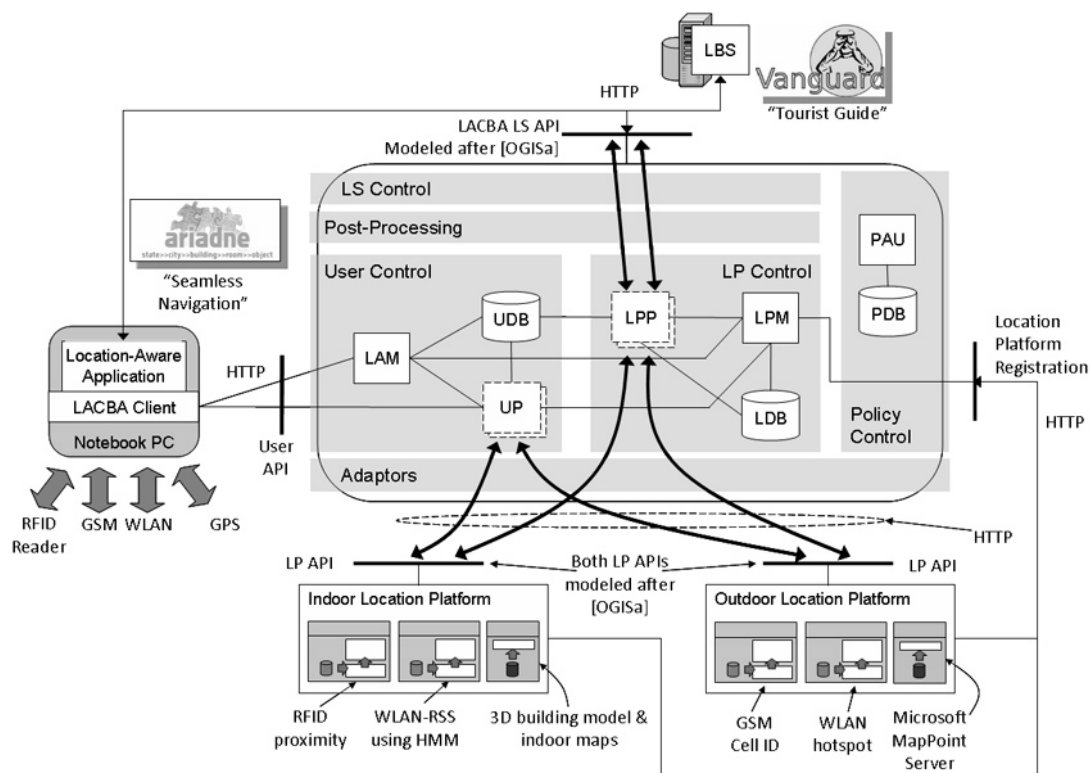 LBS
Vanguard
"Tourist Guide"
HTTP
LACBA LS API
Modeled after [OGISa]
LS Control
Post-Processing
ariadne
state>>city>>building>>room>>object
"Seamless
Navigation"
User Control
LP Control
PAU
PDB
UDB
LPP
LPM
LAM
UP
LDB
Policy
Control
Adaptors
Location
Platform
Registration
HTTP
Location-Aware
Application
LACBA Client
Notebook PC
HTTP
User
API
RFID
Reader
GSM
WLAN
GPS
HTTP
LP API
Both LP APIs
modeled after
[OGISa]
LP API
Indoor Location Platform
Outdoor Location Platform
RFID
proximity
WLAN-RSS
using HMM
3D building model &
indoor maps
GSM
Cell ID
WLAN
hotspot
Microsoft
MapPoint
Server